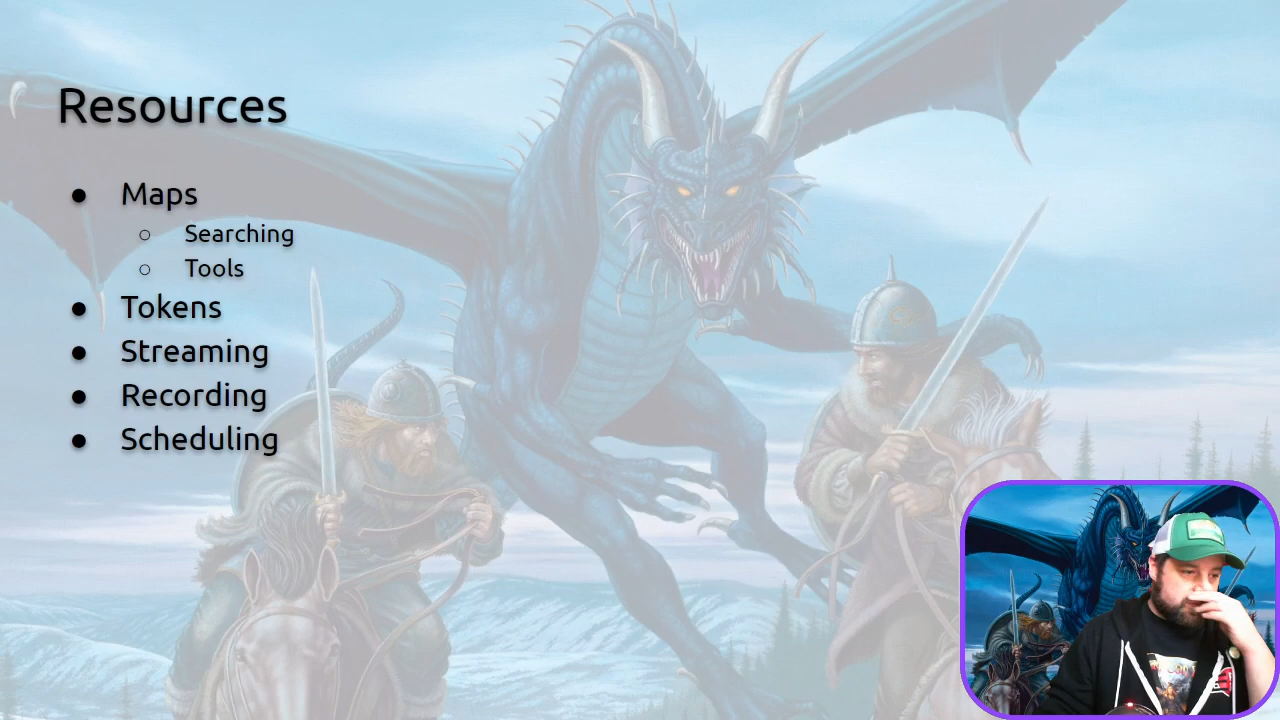 Resources
● Maps
○ Searching
○ Tools
● Tokens
● Streaming
● Recording
● Scheduling